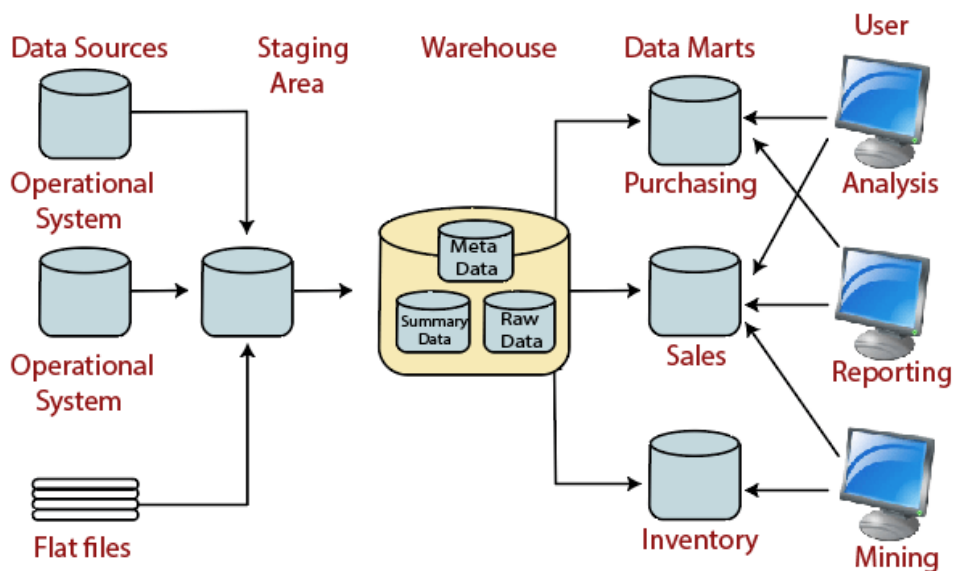 Data Sources
Staging
Area
Warehouse
Data Marts
User
Operational
System
Purchasing
Analysis
Meta
Data
Summary
Data
Raw
Data
Operational
System
Sales
Reporting
Flat files
Inventory
Mining